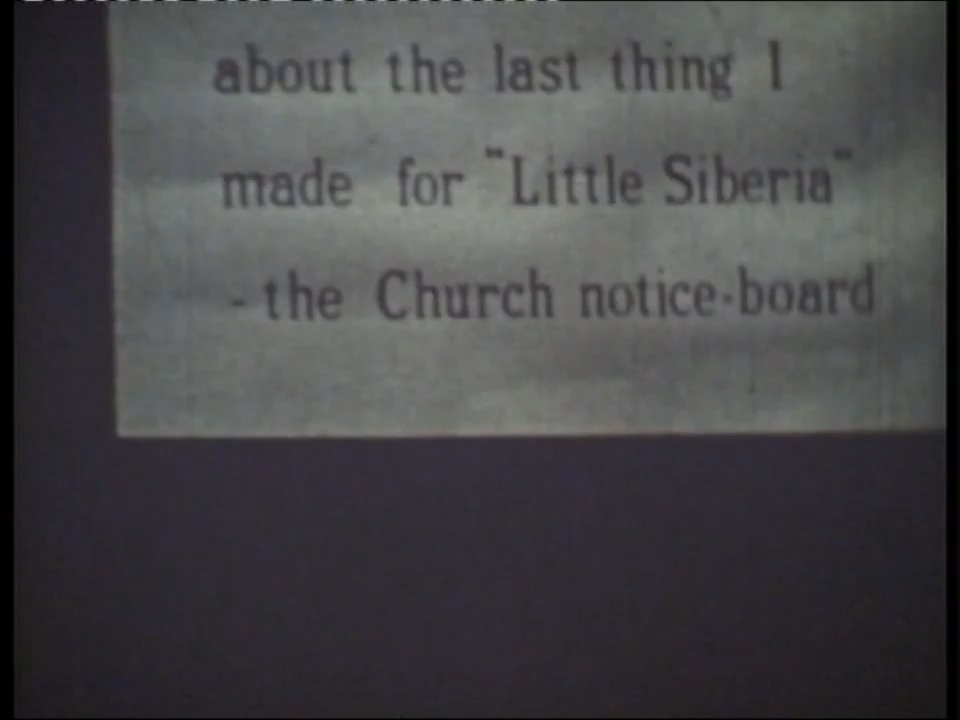 about the last thing I
made for "Little Siberia"
- the Church notice-board